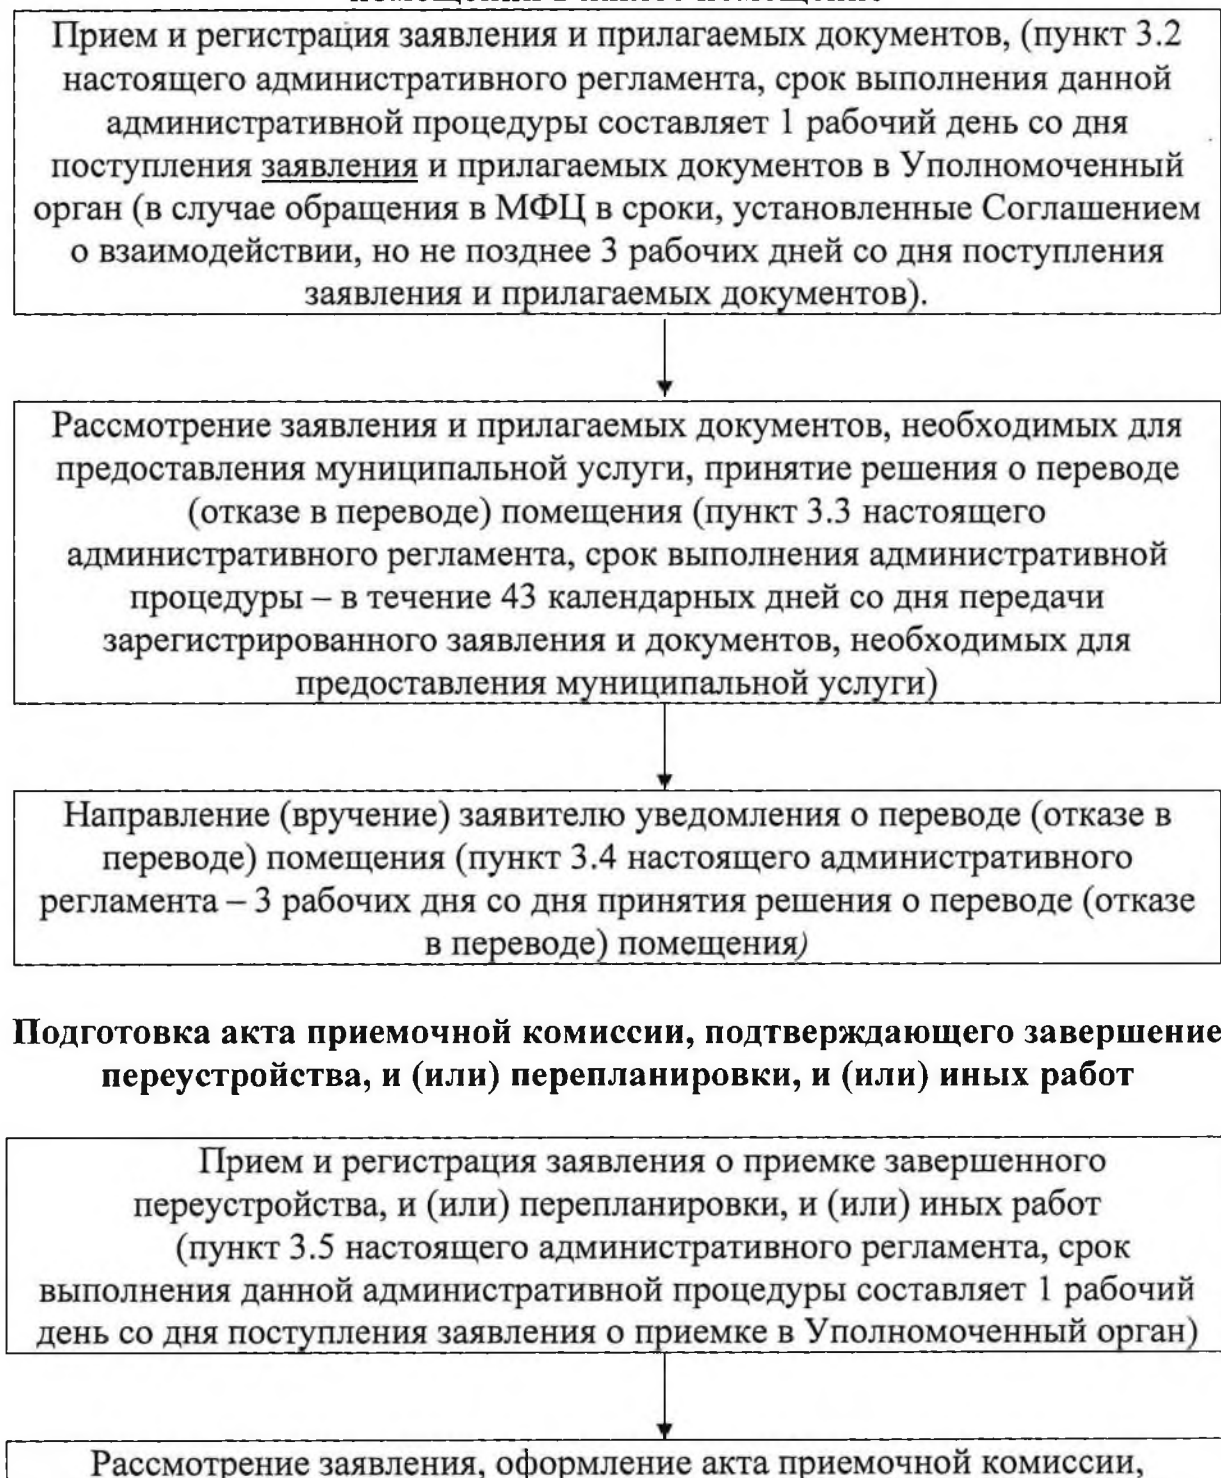 Прием и регистрация заявления и прилагаемых документов, (пункт 3.2
настоящего административного регламента, срок выполнения данной
административной процедуры составляет 1 рабочий день со дня
поступления заявления и прилагаемых документов в Уполномоченный
орган (в случае обращения в МФЦ в сроки, установленные Соглашением
о взаимодействии, но не позднее 3 рабочих дней со дня поступления
заявления и прилагаемых документов).
Рассмотрение заявления и прилагаемых документов, необходимых для
предоставления муниципальной услуги, принятие решения о переводе
(отказе в переводе) помещения (пункт 3.3 настоящего
административного регламента, срок выполнения административной
процедуры – в течение 43 календарных дней со дня передачи
зарегистрированного заявления и документов, необходимых для
предоставления муниципальной услуги)
Направление (вручение) заявителю уведомления о переводе (отказе в
переводе) помещения (пункт 3.4 настоящего административного
регламента – 3 рабочих дня со дня принятия решения о переводе (отказе
в переводе) помещения)
Подготовка акта приемочной комиссии, подтверждающего завершение
переустройства, и (или) перепланировки, и (или) иных работ
Прием и регистрация заявления о приемке завершенного
переустройства, и (или) перепланировки, и (или) иных работ
(пункт 3.5 настоящего административного регламента, срок
выполнения данной административной процедуры составляет 1 рабочий
день со дня поступления заявления о приемке в Уполномоченный орган)
Рассмотрение заявления, оформление акта приемочной комиссии,